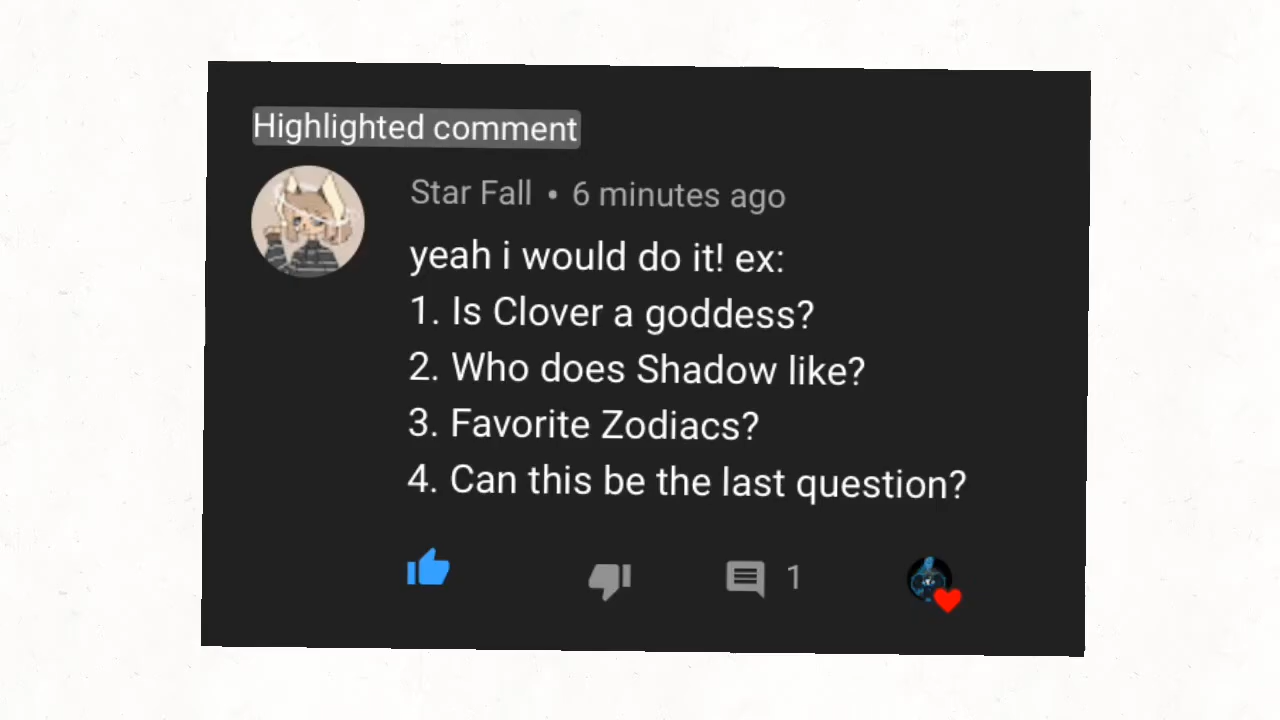 Highlighted comment
Star Fall • 6 minutes ago
yeah i would do it! ex:
1. Is Clover a goddess?
2. Who does Shadow like?
3. Favorite Zodiacs?
4. Can this be the last question?
1